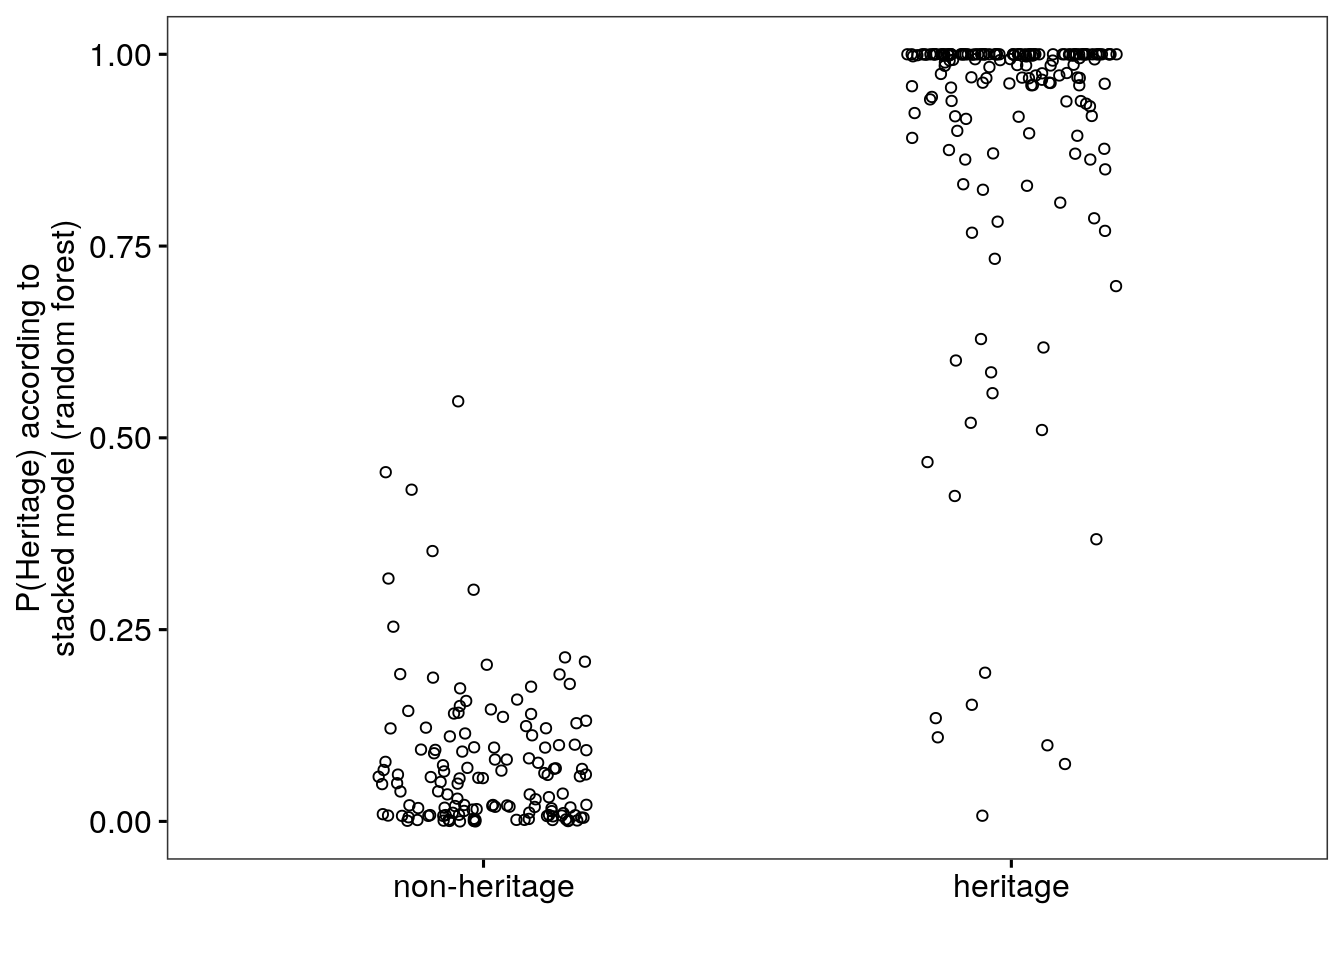 P(Heritage) according to
stacked model (random forest)
1.00
0.75
0.50
0.25
0.00
non-heritage
heritage